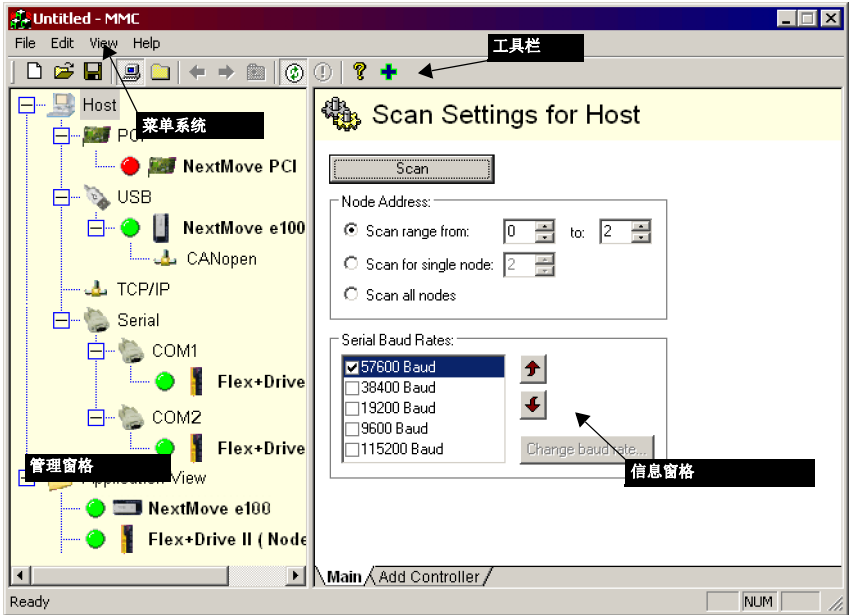 Untitled - MMC
File Edit View Help
工具栏
菜单系统
Host
PCI
NextMove PCI
USB
NextMove e100
CANopen
TCP/IP
Serial
COM1
Flex+Drive
COM2
Flex+Drive
管理窗格
Application View
NextMove e100
Flex+Drive II ( Node
Scan Settings for Host
Scan
Node Address:
Scan range from: 0 to: 2
Scan for single node: 2
Scan all nodes
Serial Baud Rates:
57600 Baud
38400 Baud
19200 Baud
9600 Baud
115200 Baud
Change baud rate...
信息窗格
Main Add Controller
Ready
NUM